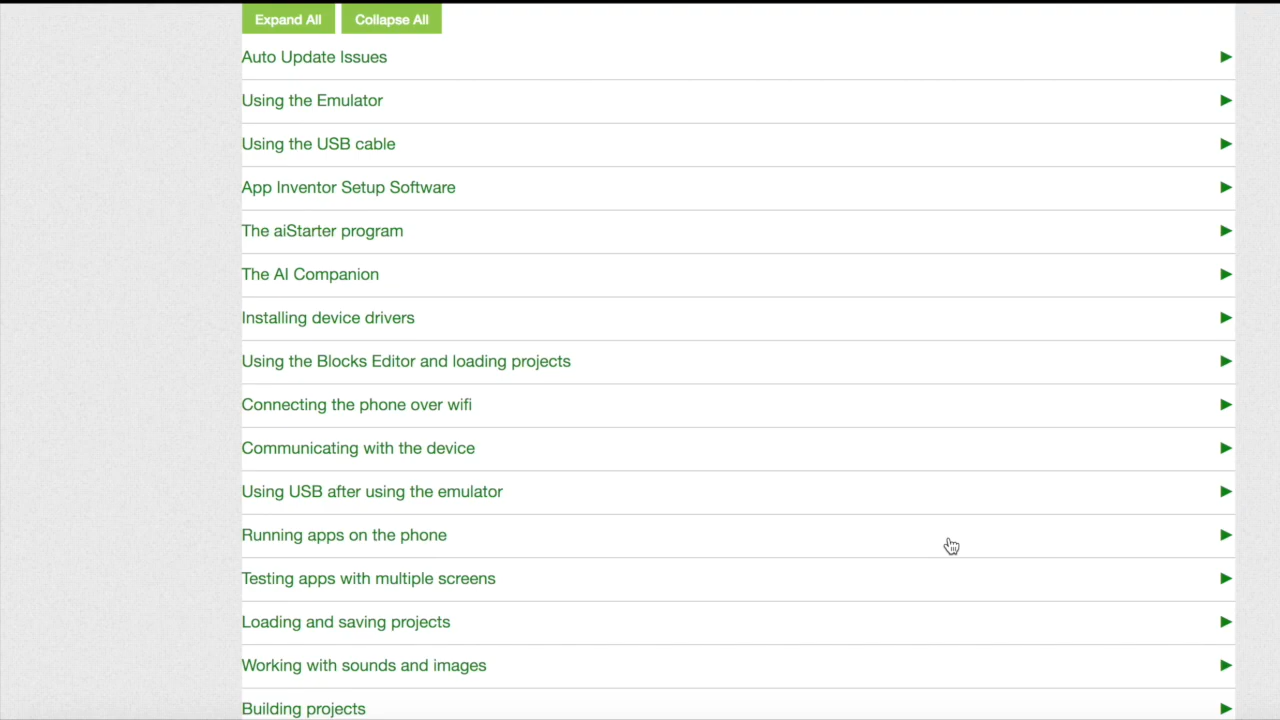 Expand All Collapse All
Auto Update Issues
Using the Emulator
Using the USB cable
App Inventor Setup Software
The aiStarter program
The AI Companion
Installing device drivers
Using the Blocks Editor and loading projects
Connecting the phone over wifi
Communicating with the device
Using USB after using the emulator
Running apps on the phone
Testing apps with multiple screens
Loading and saving projects
Working with sounds and images
Building projects